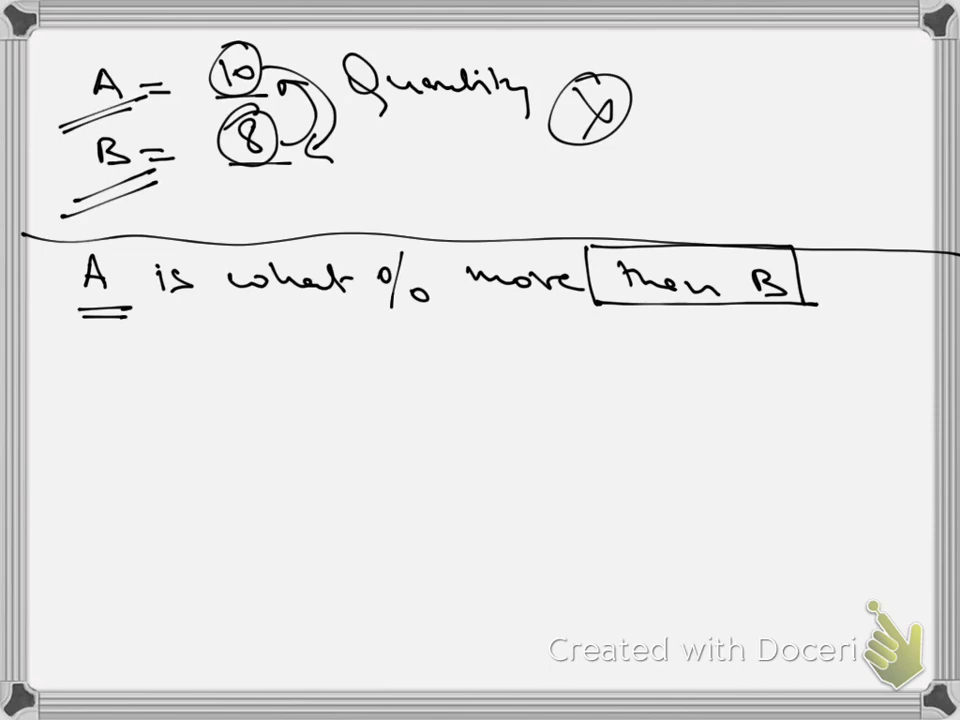 A = 10 Quantity %
B = 8
A is what % more then B
Created with Doceri